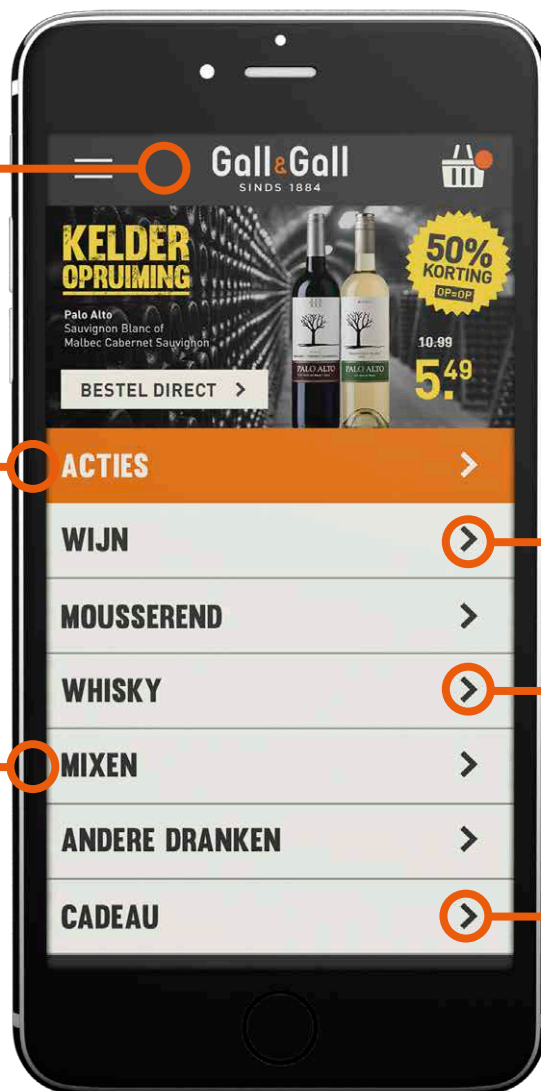 Gall&Gall
SINDS 1884
KELDER
OPRUIMING
Palo Alto
Sauvignon Blanc of
Malbec Cabernet Sauvignon
BESTEL DIRECT >
50%
KORTING
OP=OP
10.99
5.49
PALO ALTO
PALO ALTO
ACTIES
WIJN
MOUSSEREND
WHISKY
MIXEN
ANDERE DRANKEN
CADEAU